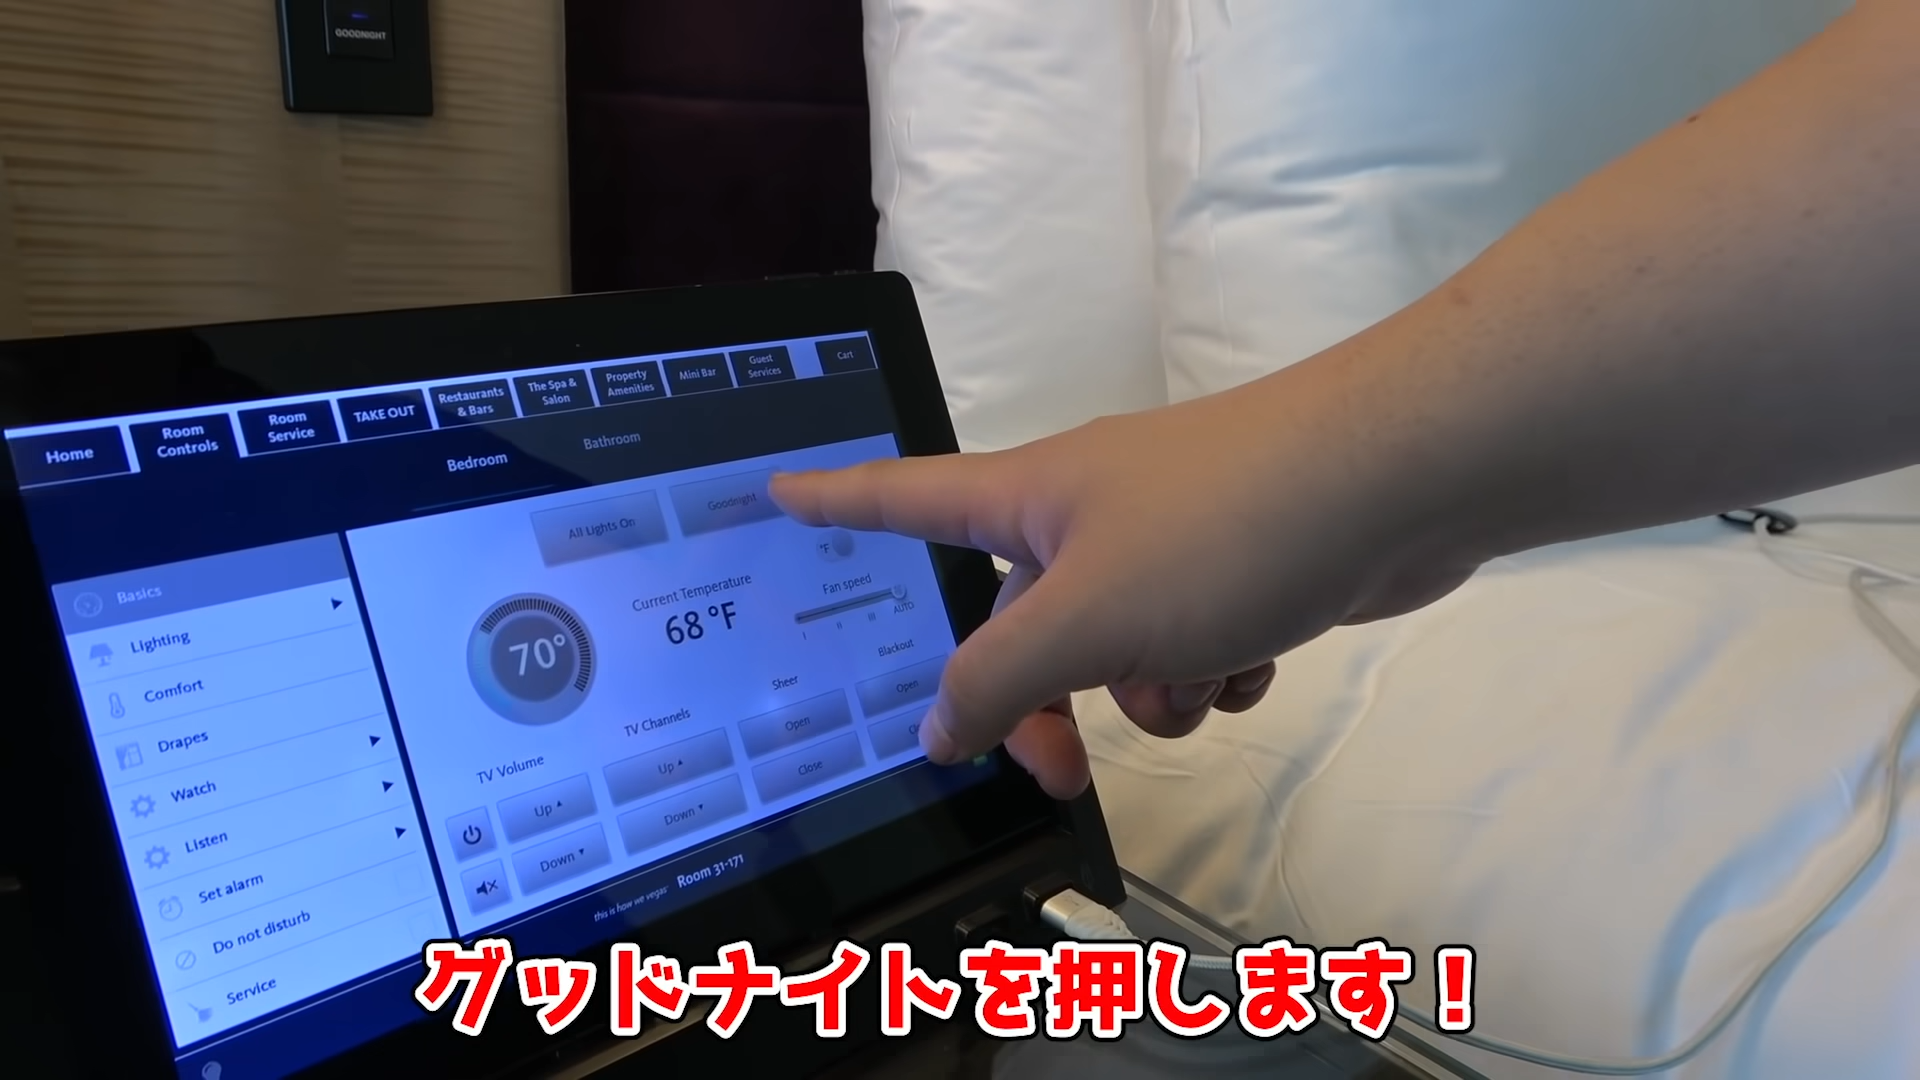 GOODNIGHT
Home
Room Controls
Room Service
TAKE OUT
Restaurants & Bars
The Spa & Salon
Property Amenities
Mini Bar
Guest Services
Cart
Bedroom
Bathroom
All Lights On
Goodnight
Basics
Lighting
Comfort
Drapes
Watch
Listen
Set alarm
Do not disturb
Service
70°
Current Temperature
68 °F
°F
Fan speed
I
II
III
AUTO
TV Volume
Up
Down
TV Channels
Up
Down
Sheer
Open
Close
Blackout
Open
this is how we vegas
Room 31-171
グッドナイトを押します！